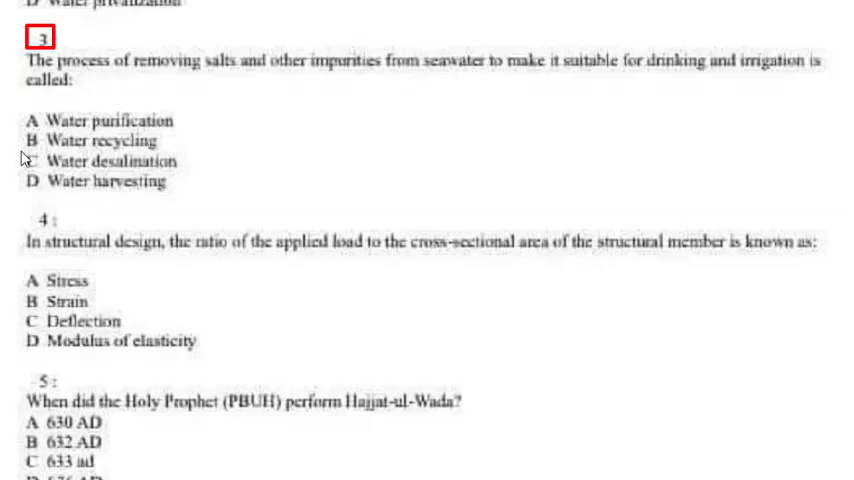 D Water privatization
3
The process of removing salts and other impurities from seawater to make it suitable for drinking and irrigation is
called:
A Water purification
B Water recycling
C Water desalination
D Water harvesting
4 :
In structural design, the ratio of the applied load to the cross-sectional area of the structural member is known as:
A Stress
B Strain
C Deflection
D Modulus of elasticity
5 :
When did the Holy Prophet (PBUH) perform Hajjat-ul-Wada?
A 630 AD
B 632 AD
C 633 ad